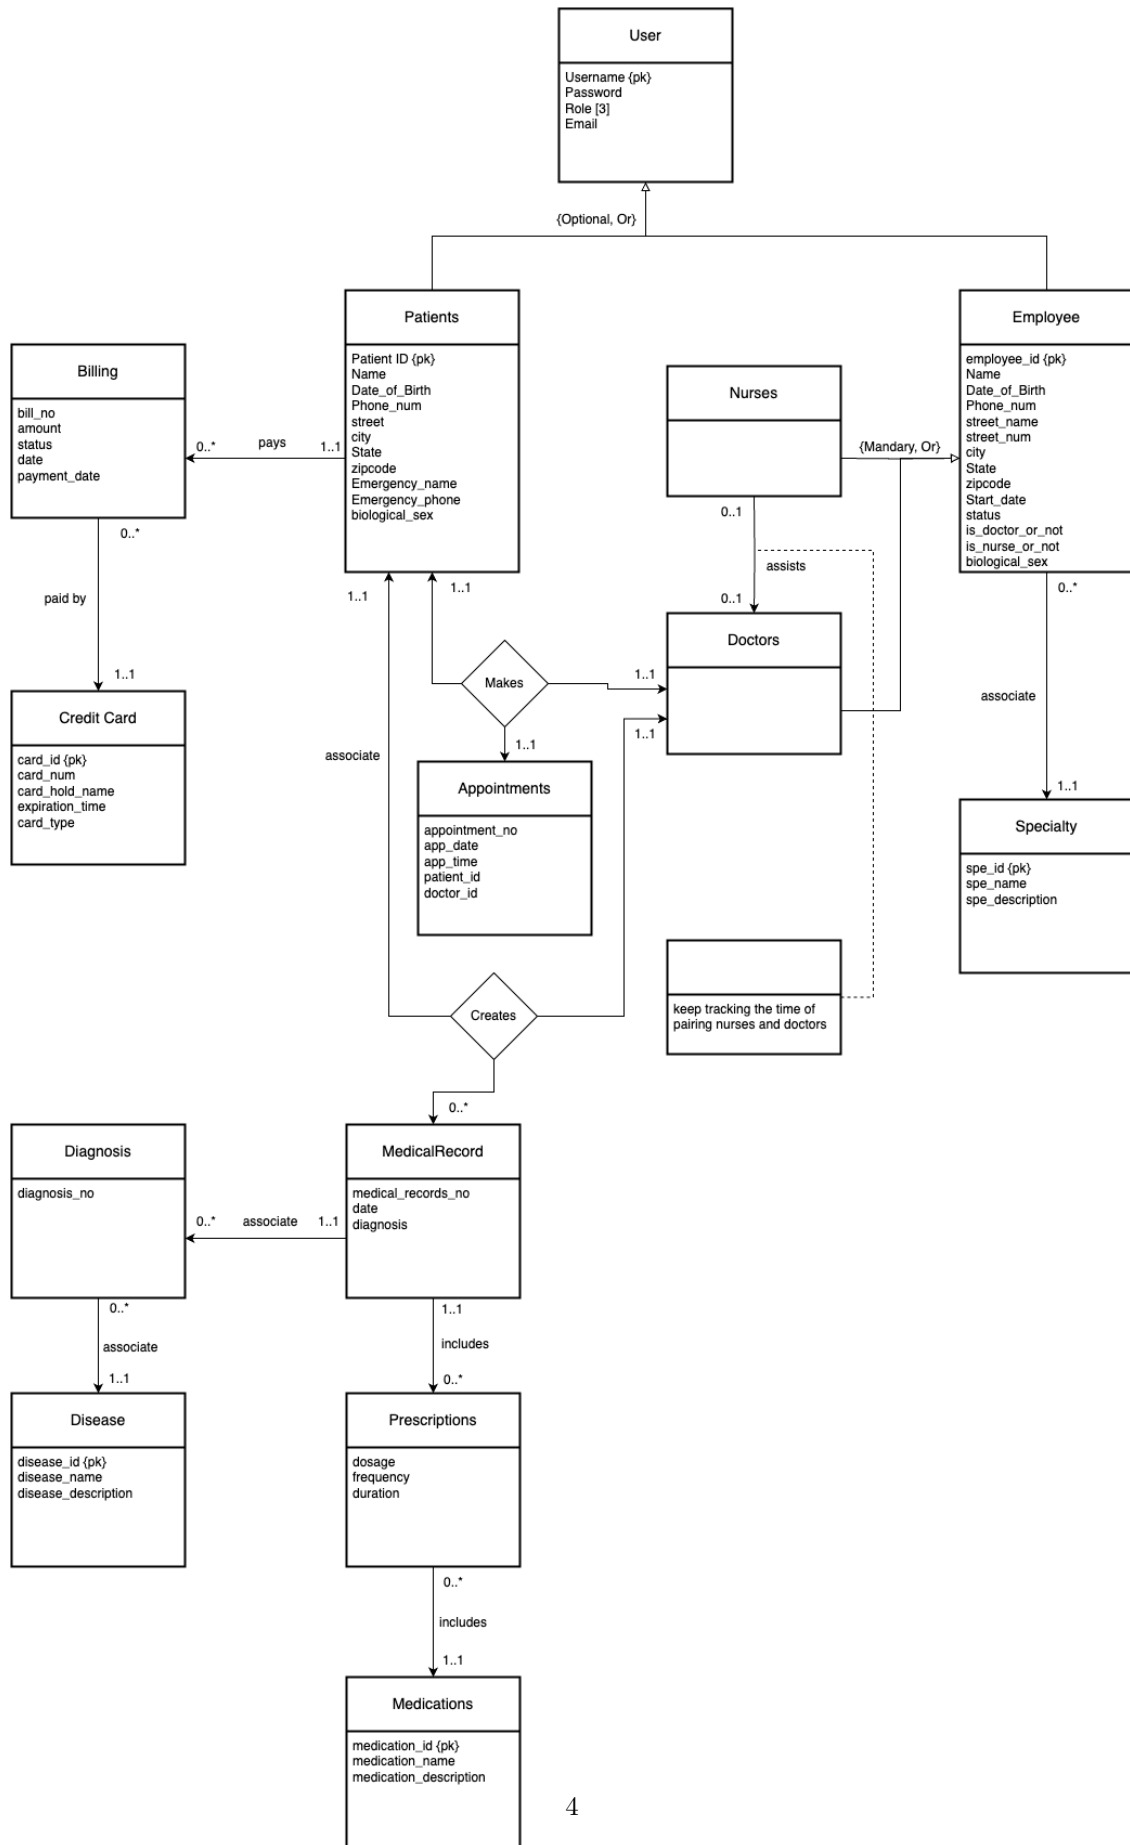 User
Username {pk}
Password
Role [3]
Email
{Optional, Or}
Patients
Patient ID {pk}
Name
Date_of_Birth
Phone_num
street
city
State
zipcode
Emergency_name
Emergency_phone
biological_sex
Employee
employee_id {pk}
Name
Date_of_Birth
Phone_num
street_name
street_num
city
State
zipcode
Start_date
status
is_doctor_or_not
is_nurse_or_not
biological_sex
Billing
bill_no
amount
status
date
payment_date
0..* pays 1..1
Nurses
{Mandary, Or}
0..1
assists
0..1
0..*
paid by
1..1
1..1
1..1
Doctors
Makes
1..1
1..1
1..1
0..*
associate
1..1
Credit Card
card_id {pk}
card_num
card_hold_name
expiration_time
card_type
associate
Appointments
appointment_no
app_date
app_time
patient_id
doctor_id
Specialty
spe_id {pk}
spe_name
spe_description
keep tracking the time of
pairing nurses and doctors
Creates
0..*
Diagnosis
diagnosis_no
0..* associate 1..1
MedicalRecord
medical_records_no
date
diagnosis
0..*
associate
1..1
1..1
includes
0..*
Disease
disease_id {pk}
disease_name
disease_description
Prescriptions
dosage
frequency
duration
0..*
includes
1..1
Medications
medication_id {pk}
medication_name
medication_description
4